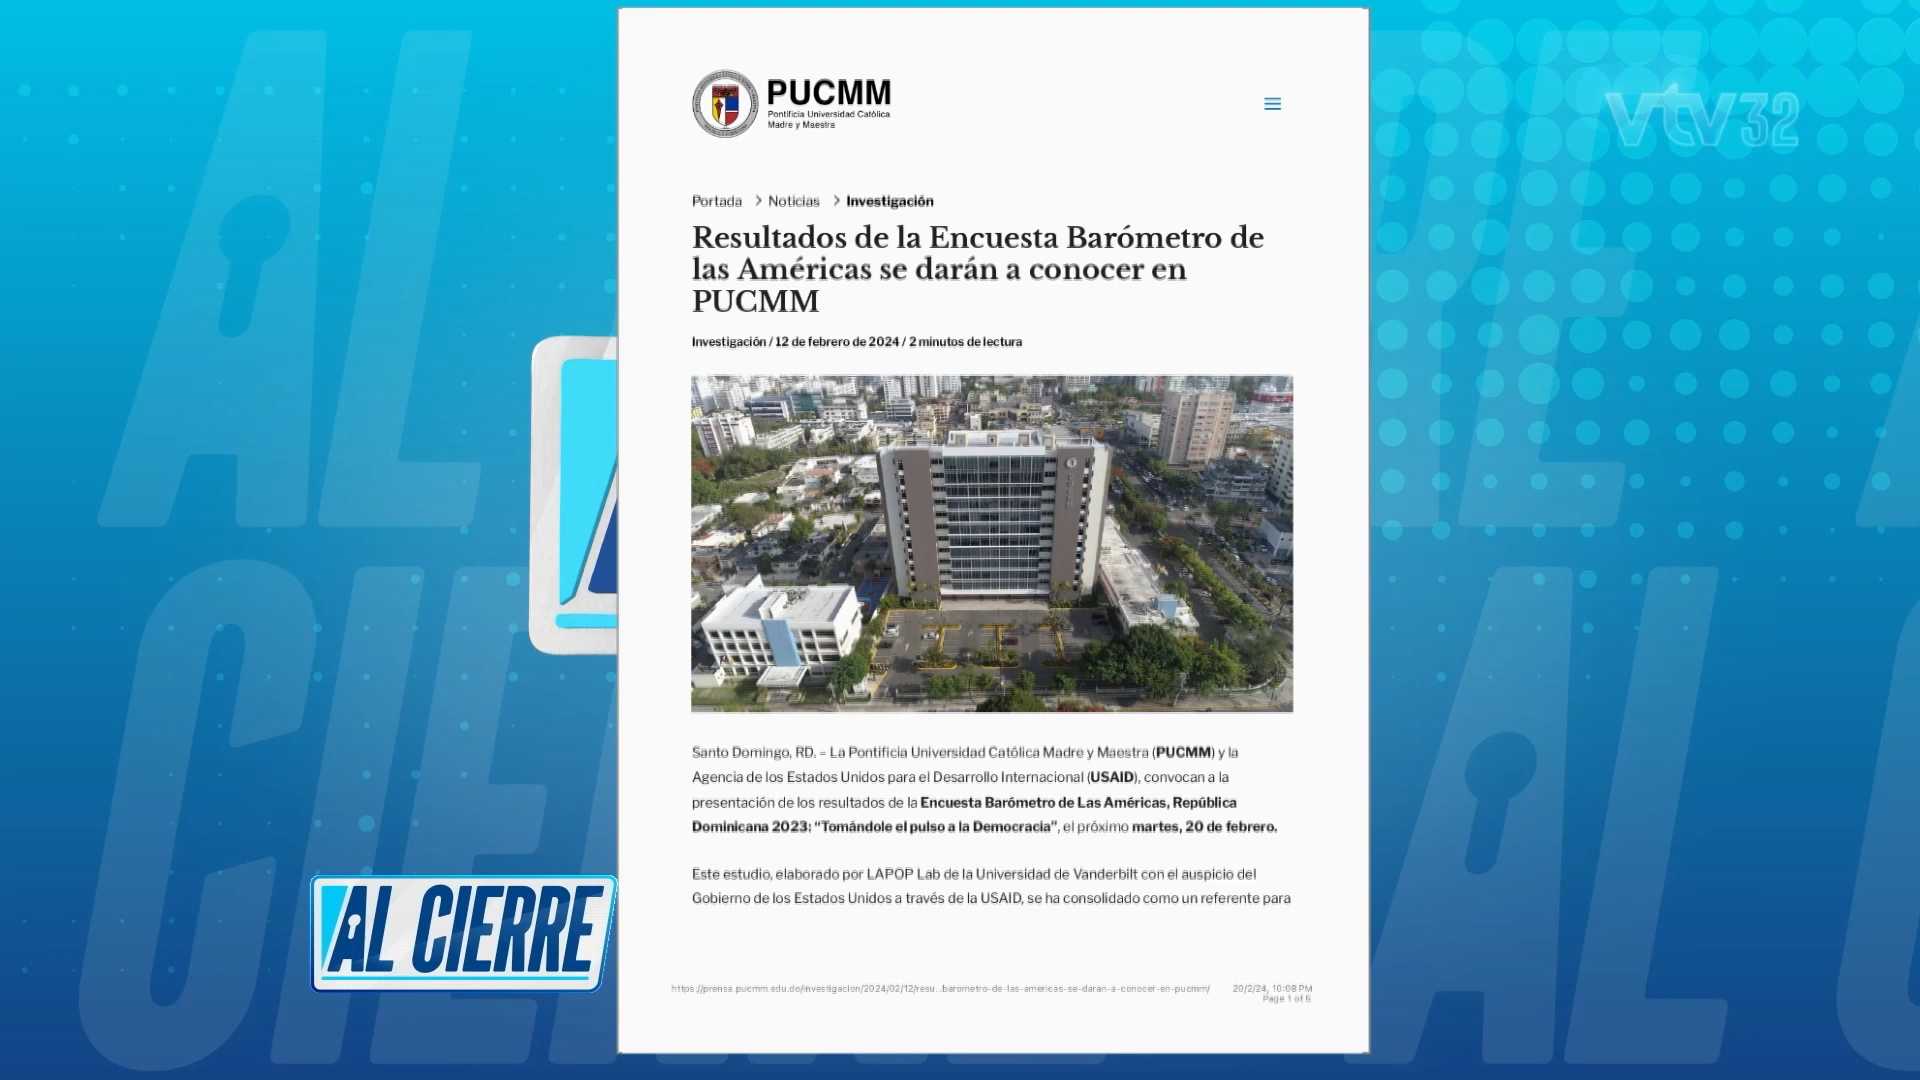 vtv32
PUCMM
Pontificia Universidad Católica
Madre y Maestra
Portada > Noticias > Investigación
Resultados de la Encuesta Barómetro de
las Américas se darán a conocer en
PUCMM
Investigación / 12 de febrero de 2024 / 2 minutos de lectura
Santo Domingo, RD. – La Pontificia Universidad Católica Madre y Maestra (PUCMM) y la
Agencia de los Estados Unidos para el Desarrollo Internacional (USAID), convocan a la
presentación de los resultados de la Encuesta Barómetro de Las Américas, República
Dominicana 2023: “Tomándole el pulso a la Democracia”, el próximo martes, 20 de febrero.
Este estudio, elaborado por LAPOP Lab de la Universidad de Vanderbilt con el auspicio del
Gobierno de los Estados Unidos a través de la USAID, se ha consolidado como un referente para
AL CIERRE
https://prensa.pucmm.edu.do/investigacion/2024/02/12/resu...barometro-de-las-americas-se-daran-a-conocer-en-pucmm/
20/2/24, 10:08 PM
Page 1 of 5